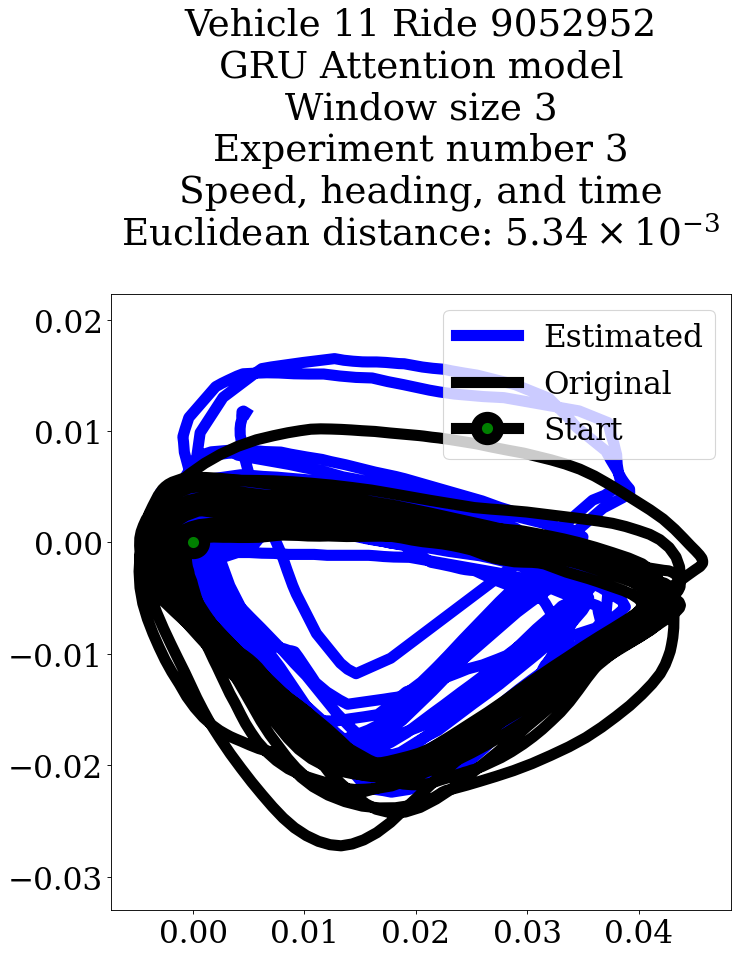 Vehicle 11 Ride 9052952
GRU Attention model
Window size 3
Experiment number 3
Speed, heading, and time
Euclidean distance: 5.34 × 10⁻³
0.02
0.01
0.00
−0.01
−0.02
−0.03
Estimated
Original
Start
0.00 0.01 0.02 0.03 0.04